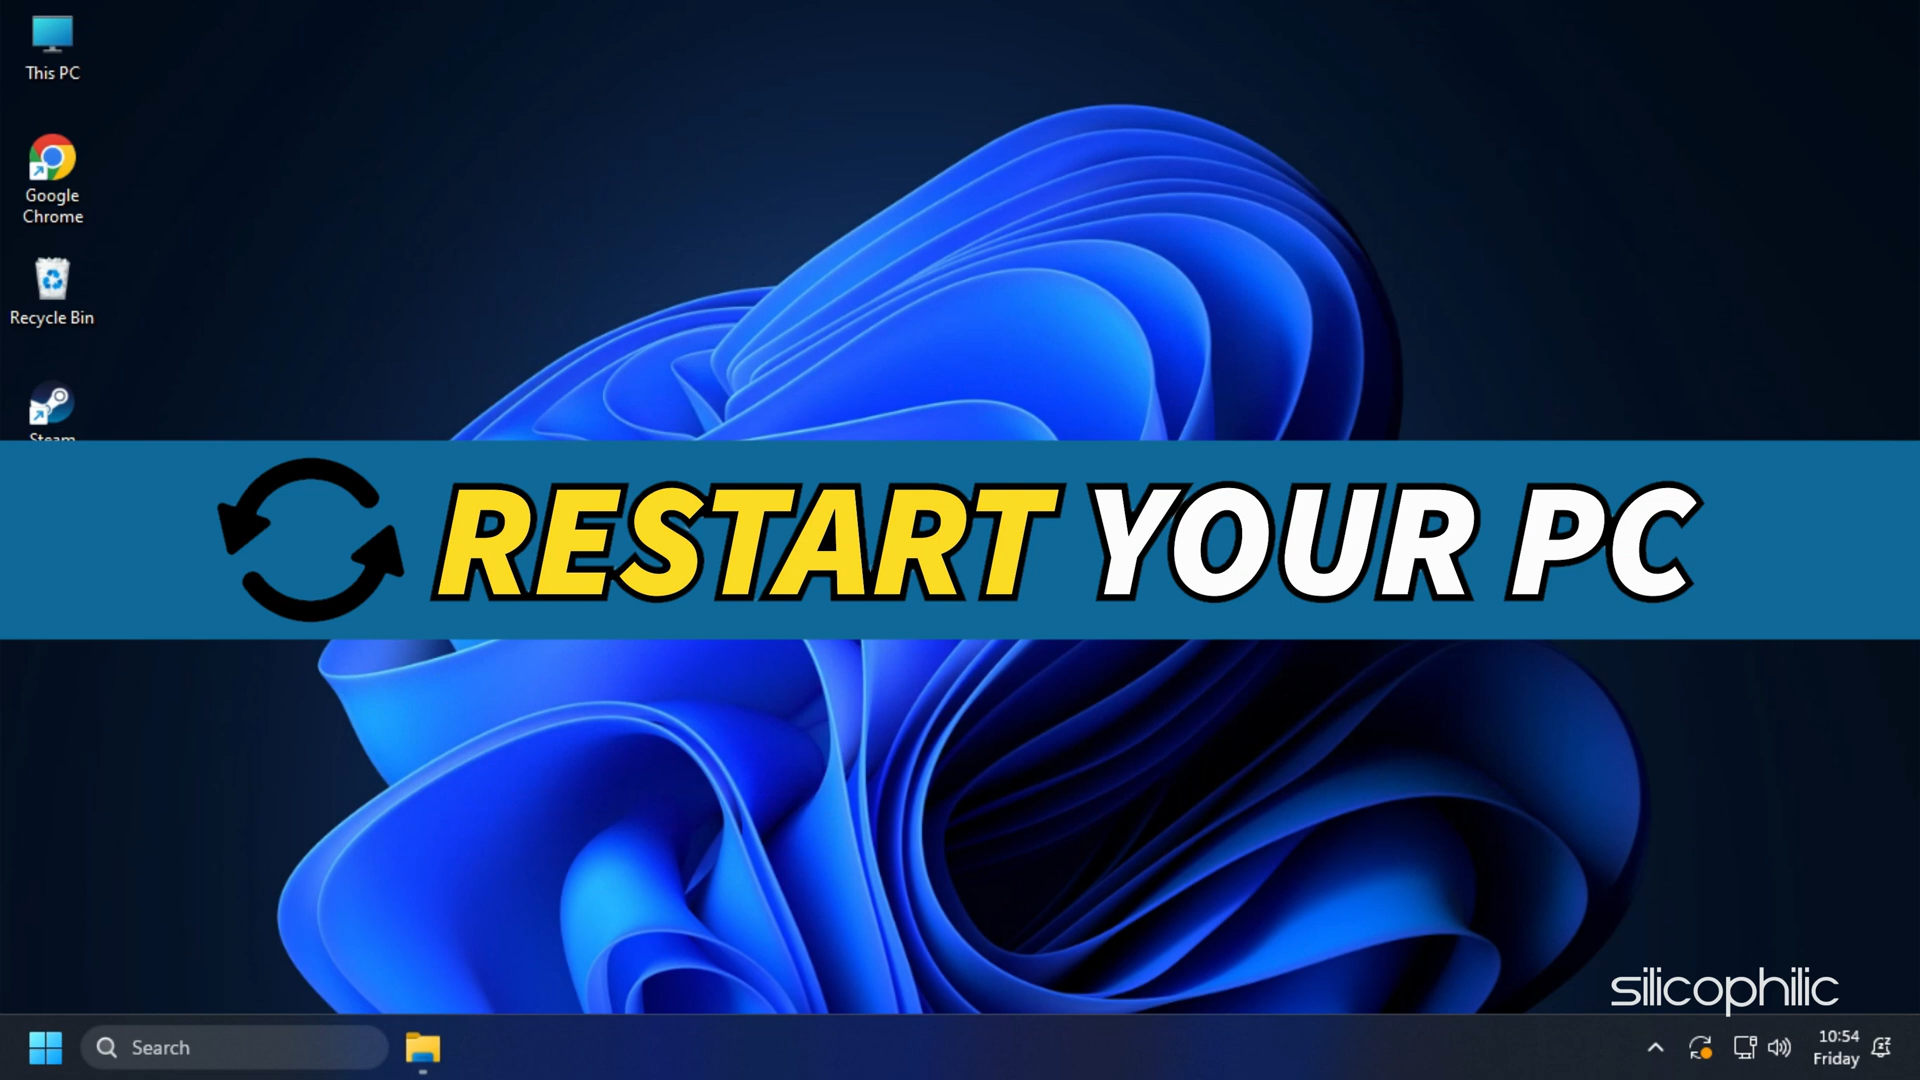 This PC
Google
Chrome
Recycle Bin
Steam
RESTART YOUR PC
silicophilic
Search
10:54
Friday